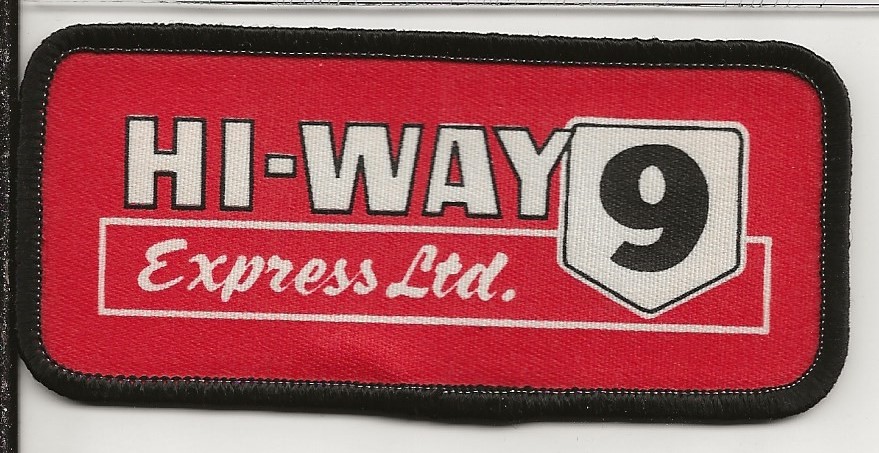 HI-WAY 9
Express Ltd.